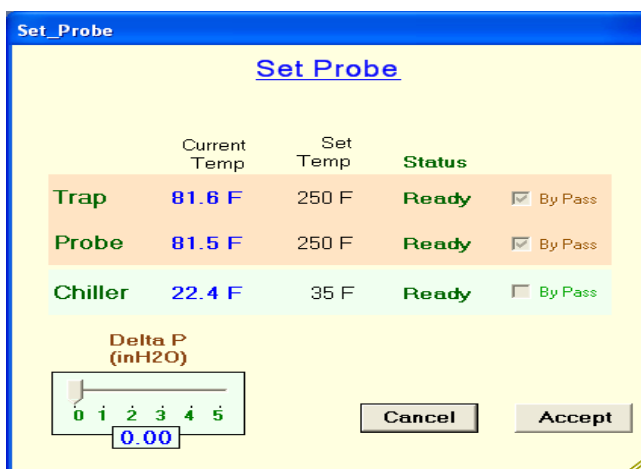 Set_Probe
Set Probe
Current Temp Set Temp Status
Trap 81.6 F 250 F Ready By Pass
Probe 81.5 F 250 F Ready By Pass
Chiller 22.4 F 35 F Ready By Pass
Delta P
(inH2O)
0 1 2 3 4 5
0.00
Cancel Accept